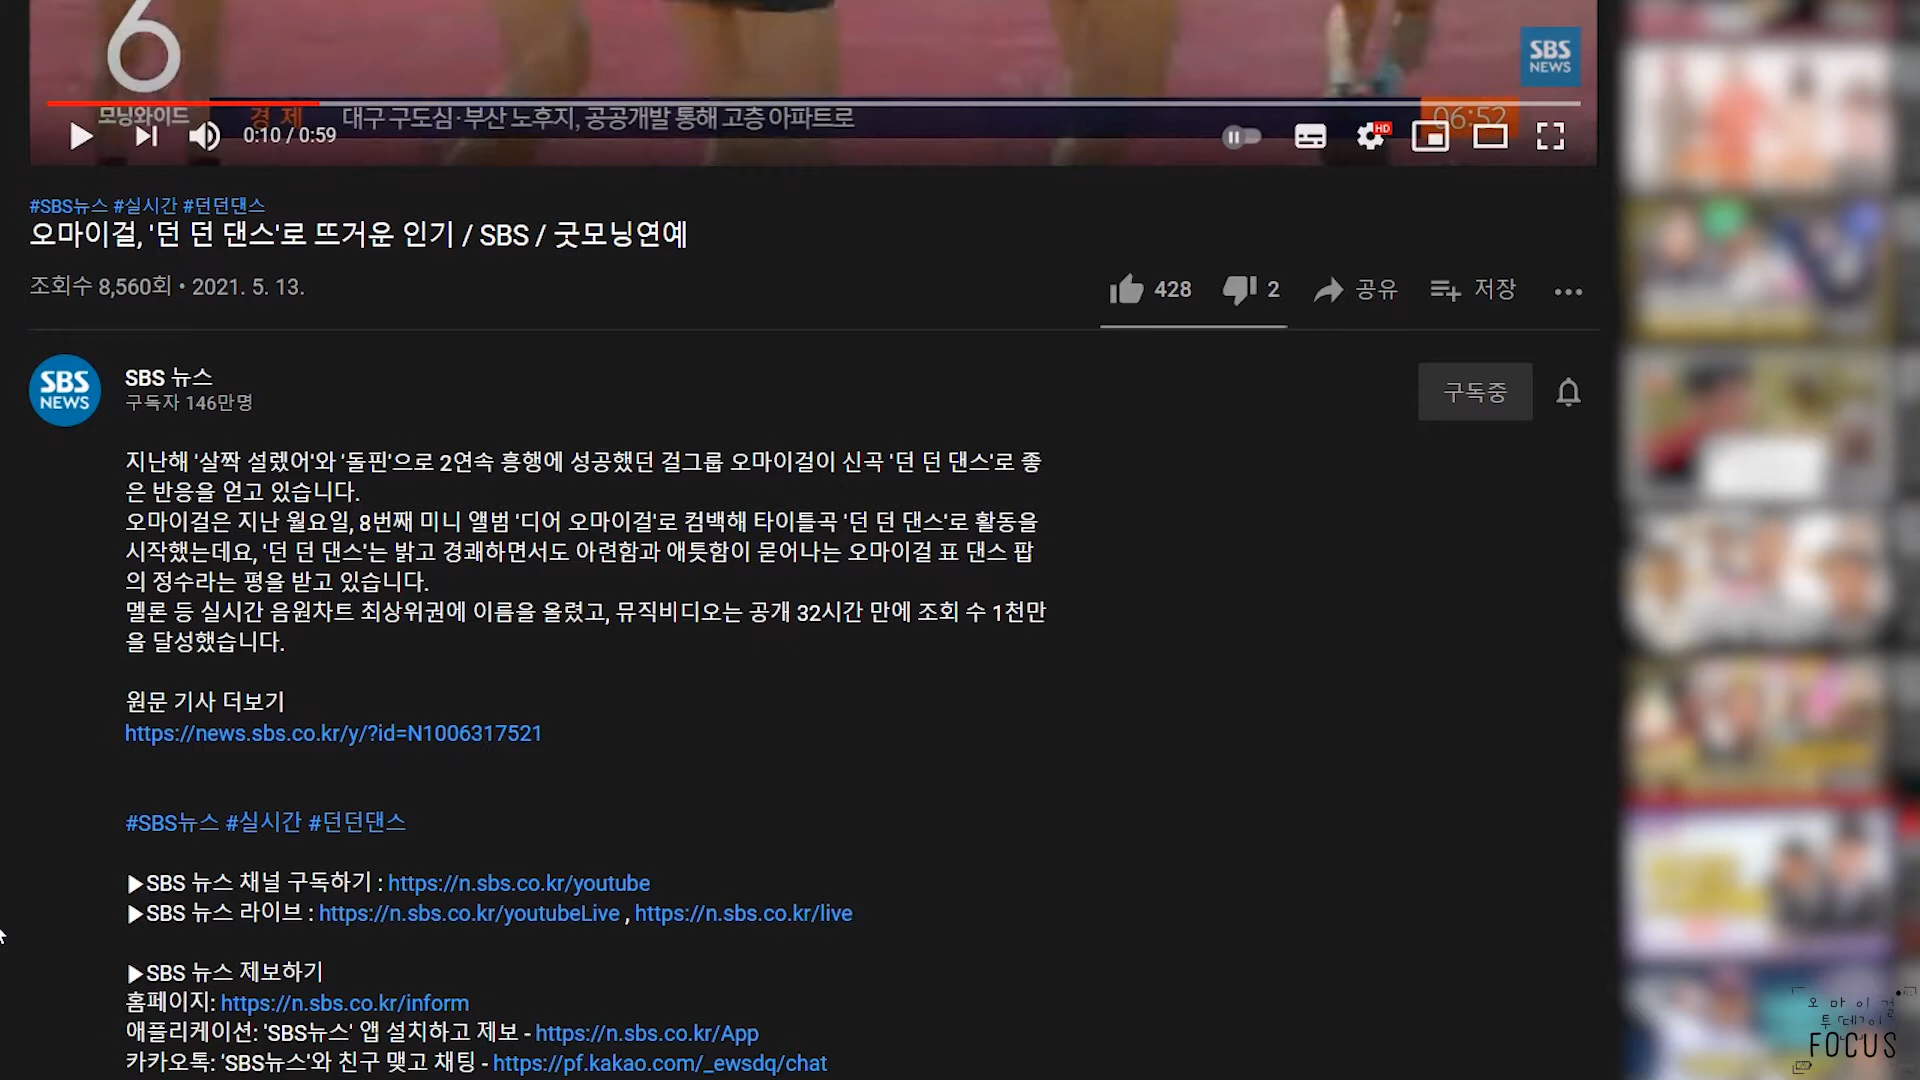 6
SBS
NEWS
모닝와이드
경 제
대구 구도심·부산 노후지, 공공개발 통해 고층 아파트로
06:52
0:10 / 0:59
HD
#SBS뉴스 #실시간 #던던댄스
오마이걸, '던 던 댄스'로 뜨거운 인기 / SBS / 굿모닝연예
조회수 8,560회 • 2021. 5. 13.
428
2
공유
저장
SBS
NEWS
SBS 뉴스
구독자 146만명
구독중
지난해 '살짝 설렜어'와 '돌핀'으로 2연속 흥행에 성공했던 걸그룹 오마이걸이 신곡 '던 던 댄스'로 좋
은 반응을 얻고 있습니다.
오마이걸은 지난 월요일, 8번째 미니 앨범 '디어 오마이걸'로 컴백해 타이틀곡 '던 던 댄스'로 활동을
시작했는데요, '던 던 댄스'는 밝고 경쾌하면서도 아련함과 애틋함이 묻어나는 오마이걸 표 댄스 팝
의 정수라는 평을 받고 있습니다.
멜론 등 실시간 음원차트 최상위권에 이름을 올렸고, 뮤직비디오는 공개 32시간 만에 조회 수 1천만
을 달성했습니다.
원문 기사 더보기
https://news.sbs.co.kr/y/?id=N1006317521
#SBS뉴스 #실시간 #던던댄스
▶SBS 뉴스 채널 구독하기 : https://n.sbs.co.kr/youtube
▶SBS 뉴스 라이브 : https://n.sbs.co.kr/youtubeLive , https://n.sbs.co.kr/live
▶SBS 뉴스 제보하기
홈페이지: https://n.sbs.co.kr/inform
애플리케이션: 'SBS뉴스' 앱 설치하고 제보 - https://n.sbs.co.kr/App
카카오톡: 'SBS뉴스'와 친구 맺고 채팅 - https://pf.kakao.com/_ewsdq/chat
오마이걸
투데이
FOCUS